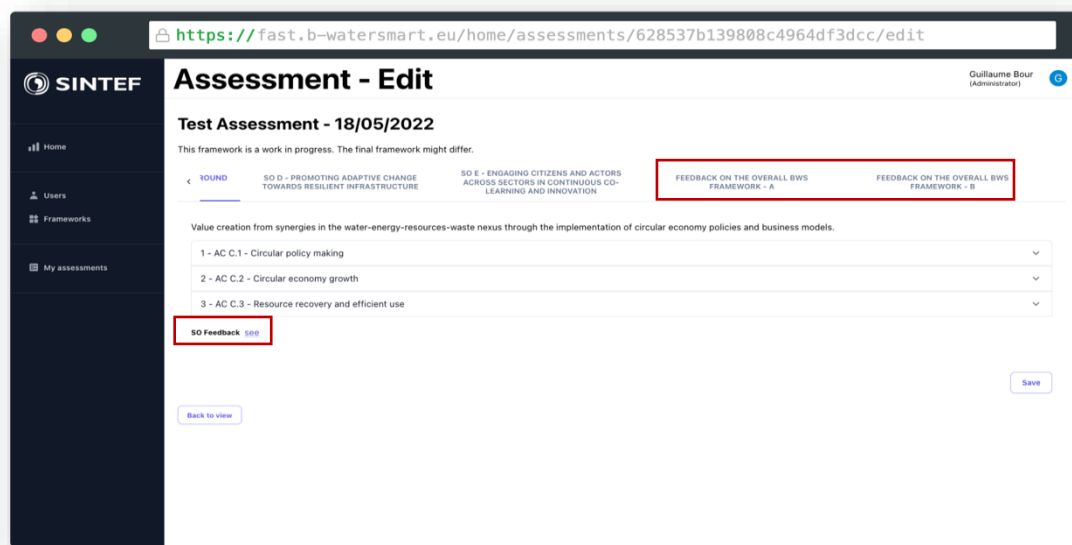 https://fast.b-watersmart.eu/home/assessments/628537b139808c4964df3dcc/edit
SINTEF
Assessment - Edit
Guillaume Bour
(Administrator)
G
Test Assessment - 18/05/2022
Home
This framework is a work in progress. The final framework might differ.
ROUND
SO D - PROMOTING ADAPTIVE CHANGE
TOWARDS RESILIENT INFRASTRUCTURE
SO E - ENGAGING CITIZENS AND ACTORS
ACROSS SECTORS IN CONTINUOUS CO-
LEARNING AND INNOVATION
FEEDBACK ON THE OVERALL BWS
FRAMEWORK - A
FEEDBACK ON THE OVERALL BWS
FRAMEWORK - B
Users
Frameworks
My assessments
Value creation from synergies in the water-energy-resources-waste nexus through the implementation of circular economy policies and business models.
1 - AC C.1 - Circular policy making
2 - AC C.2 - Circular economy growth
3 - AC C.3 - Resource recovery and efficient use
SO Feedback see
Save
Back to view